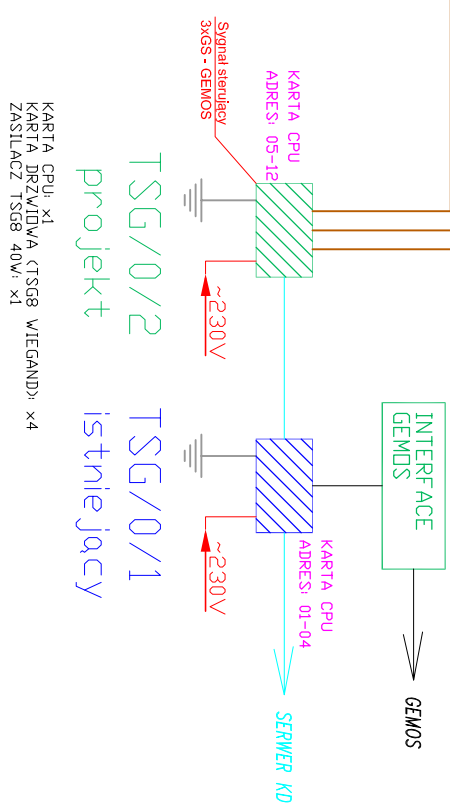 INTERFACE
GEMOS
GEMOS
KARTA CPU
ADRES: 05-12
KARTA CPU
ADRES: 01-04
SERWER KD
Sygnał sterujący
3xGS - GEMOS
~230V
~230V
TSG/0/2
projekt
TSG/0/1
istniejący
KARTA CPU: x1
KARTA DRZWIOWA (TSG8 WIEGAND): x4
ZASILACZ TSG8 40W: x1